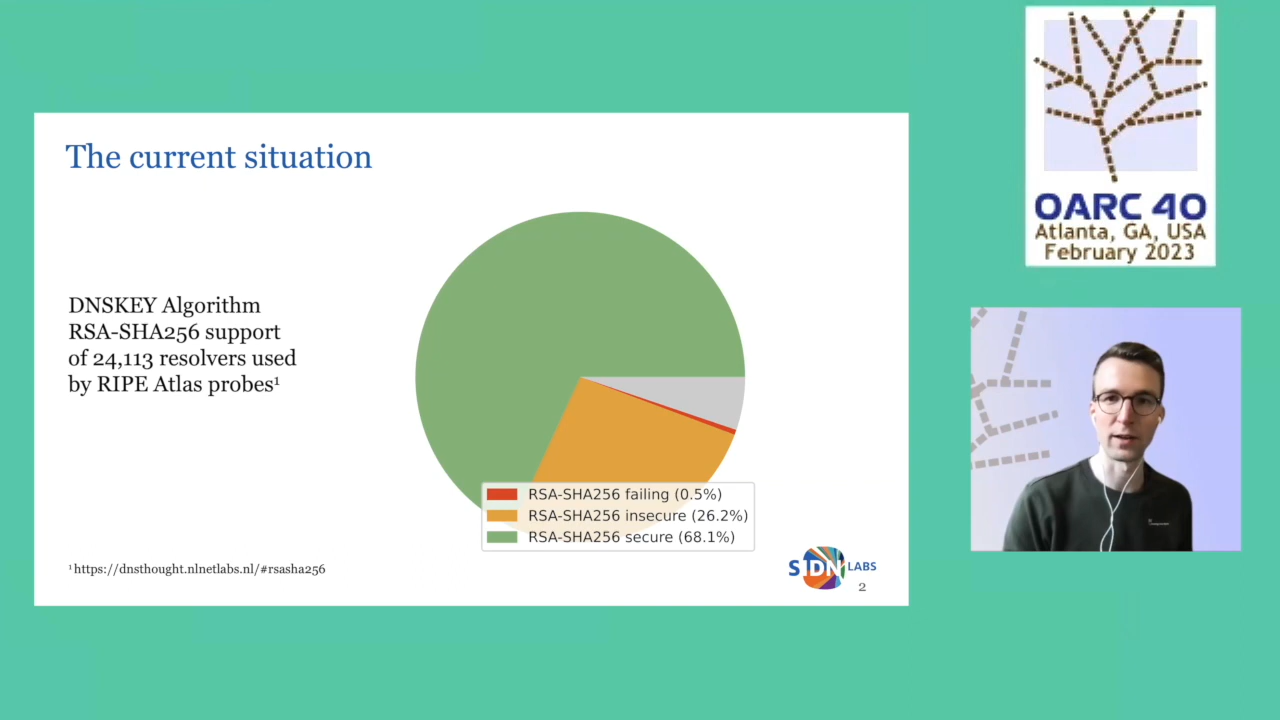 The current situation
DNSKEY Algorithm
RSA-SHA256 support
of 24,113 resolvers used
by RIPE Atlas probes¹
RSA-SHA256 failing (0.5%)
RSA-SHA256 insecure (26.2%)
RSA-SHA256 secure (68.1%)
¹https://dnsthought.nlnetlabs.nl/#rsasha256
SIDN LABS
2
OARC 40
Atlanta, GA, USA
February 2023